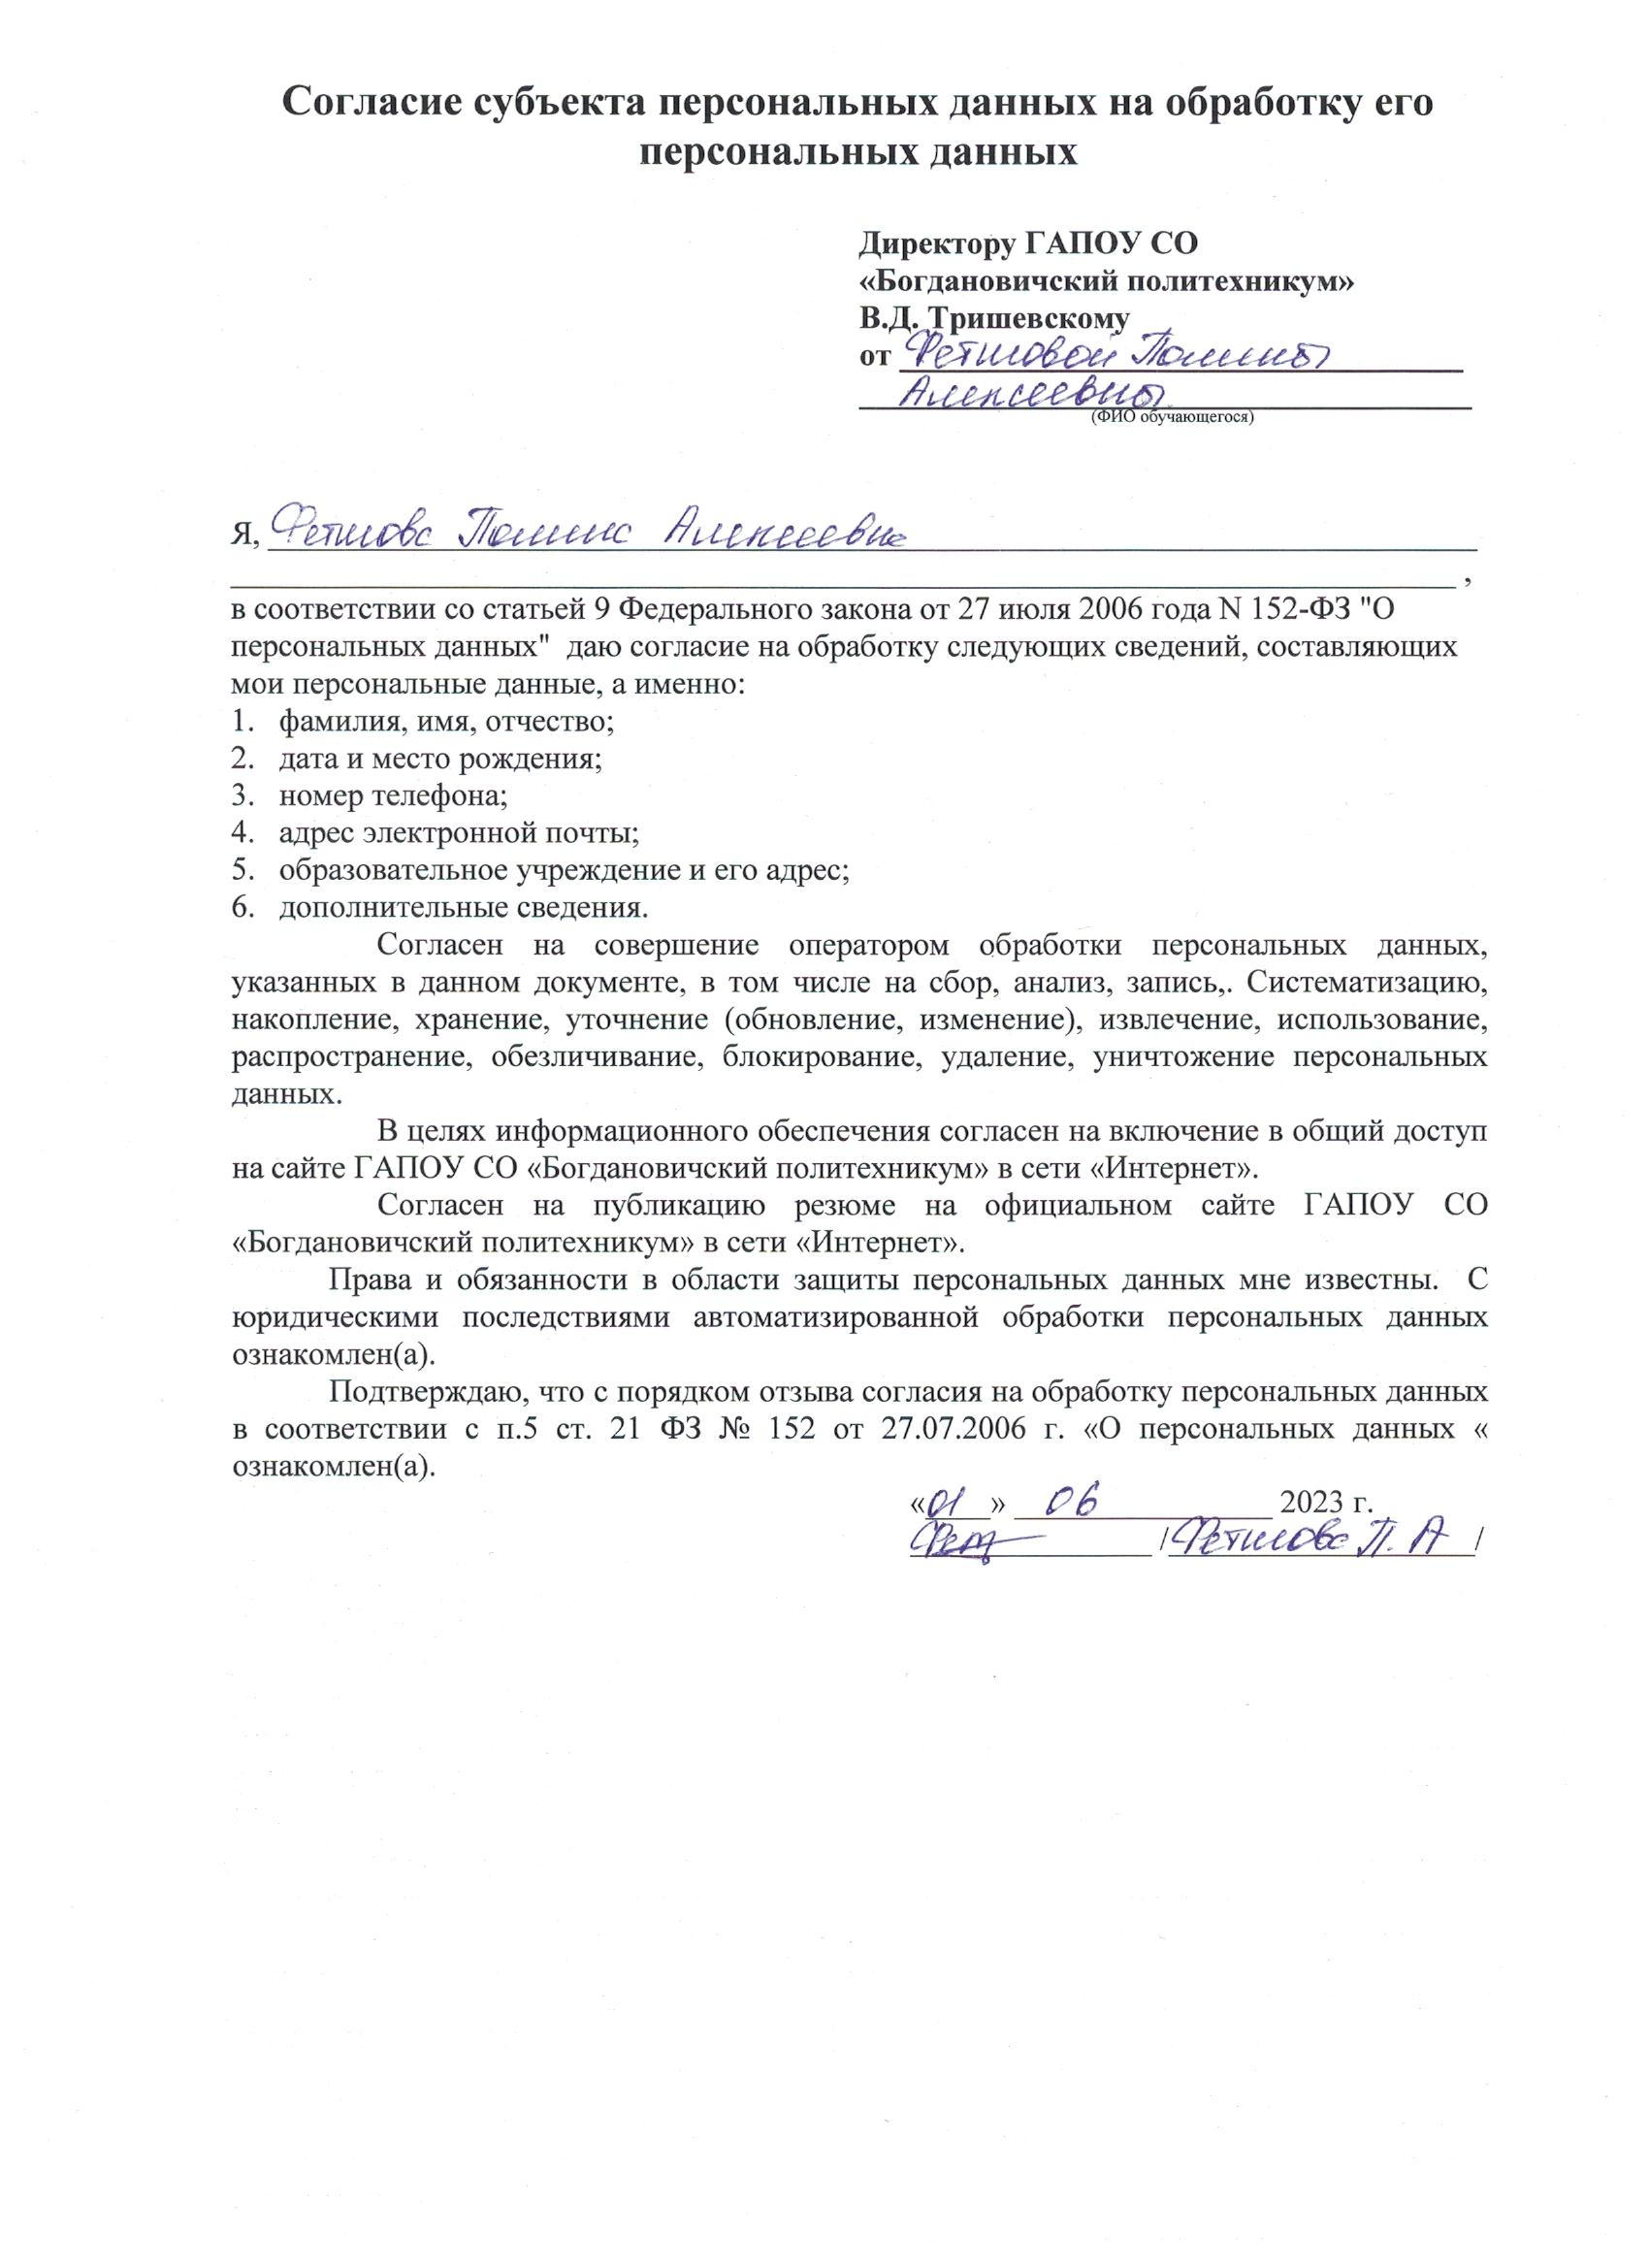 Согласие субъекта персональных данных на обработку его
персональных данных
Директору ГАПОУ СО
«Богдановичский политехникум»
В.Д. Тришевскому
от Фетисовой Полины
Алексеевны
(ФИО обучающегося)
Я, Фетисова Полина Алексеевна
,
в соответствии со статьей 9 Федерального закона от 27 июля 2006 года N 152-ФЗ "О
персональных данных" даю согласие на обработку следующих сведений, составляющих
мои персональные данные, а именно:
1. фамилия, имя, отчество;
2. дата и место рождения;
3. номер телефона;
4. адрес электронной почты;
5. образовательное учреждение и его адрес;
6. дополнительные сведения.
Согласен на совершение оператором обработки персональных данных,
указанных в данном документе, в том числе на сбор, анализ, запись,. Систематизацию,
накопление, хранение, уточнение (обновление, изменение), извлечение, использование,
распространение, обезличивание, блокирование, удаление, уничтожение персональных
данных.
В целях информационного обеспечения согласен на включение в общий доступ
на сайте ГАПОУ СО «Богдановичский политехникум» в сети «Интернет».
Согласен на публикацию резюме на официальном сайте ГАПОУ СО
«Богдановичский политехникум» в сети «Интернет».
Права и обязанности в области защиты персональных данных мне известны. С
юридическими последствиями автоматизированной обработки персональных данных
ознакомлен(а).
Подтверждаю, что с порядком отзыва согласия на обработку персональных данных
в соответствии с п.5 ст. 21 ФЗ № 152 от 27.07.2006 г. «О персональных данных «
ознакомлен(а).
«01» 06 2023 г.
/Фетисова П. А/